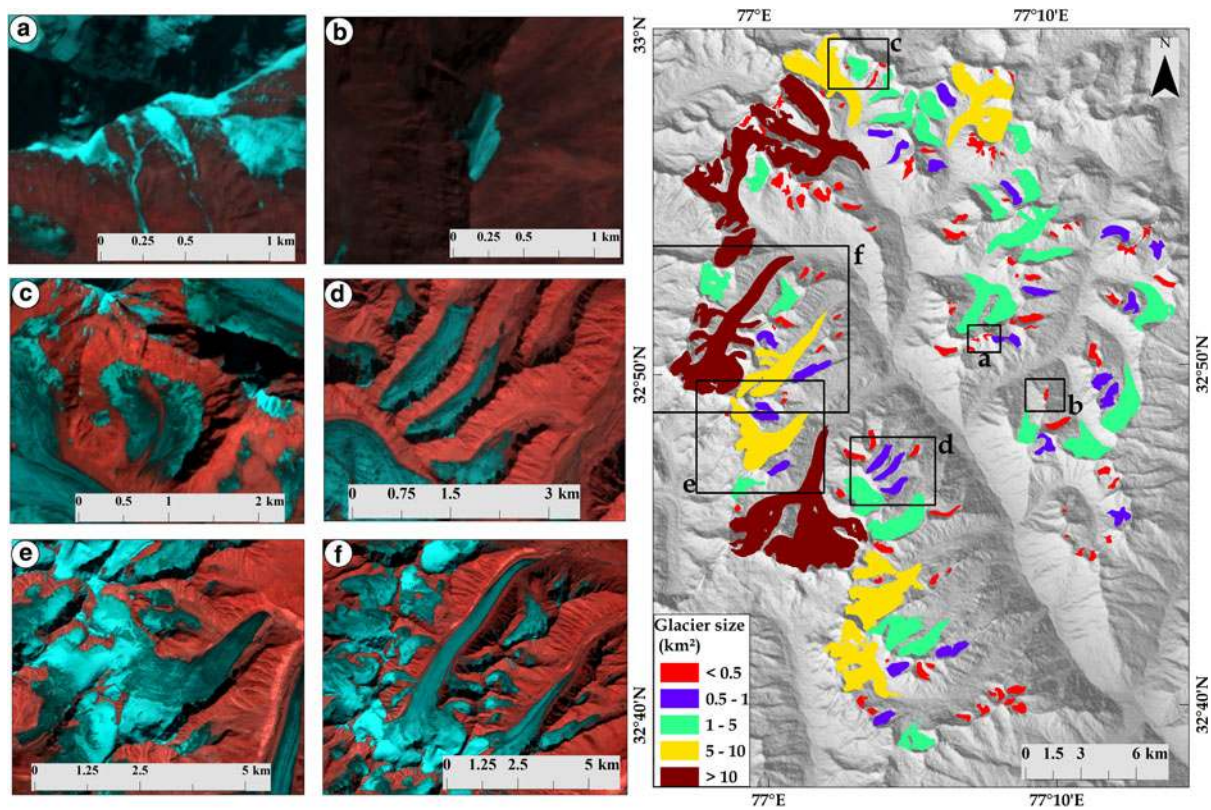 a
0 0.25 0.5 1 km
b
0 0.25 0.5 1 km
c
0 0.5 1 2 km
d
0 0.75 1.5 3 km
e
0 1.25 2.5 5 km
f
0 1.25 2.5 5 km
77°E 77°10'E
33°N
32°50'N
32°40'N
N
c
f
a
b
d
e
32°50'N
32°40'N
Glacier size
(km²)
< 0.5
0.5 - 1
1 - 5
5 - 10
> 10
0 1.5 3 6 km
77°E 77°10'E